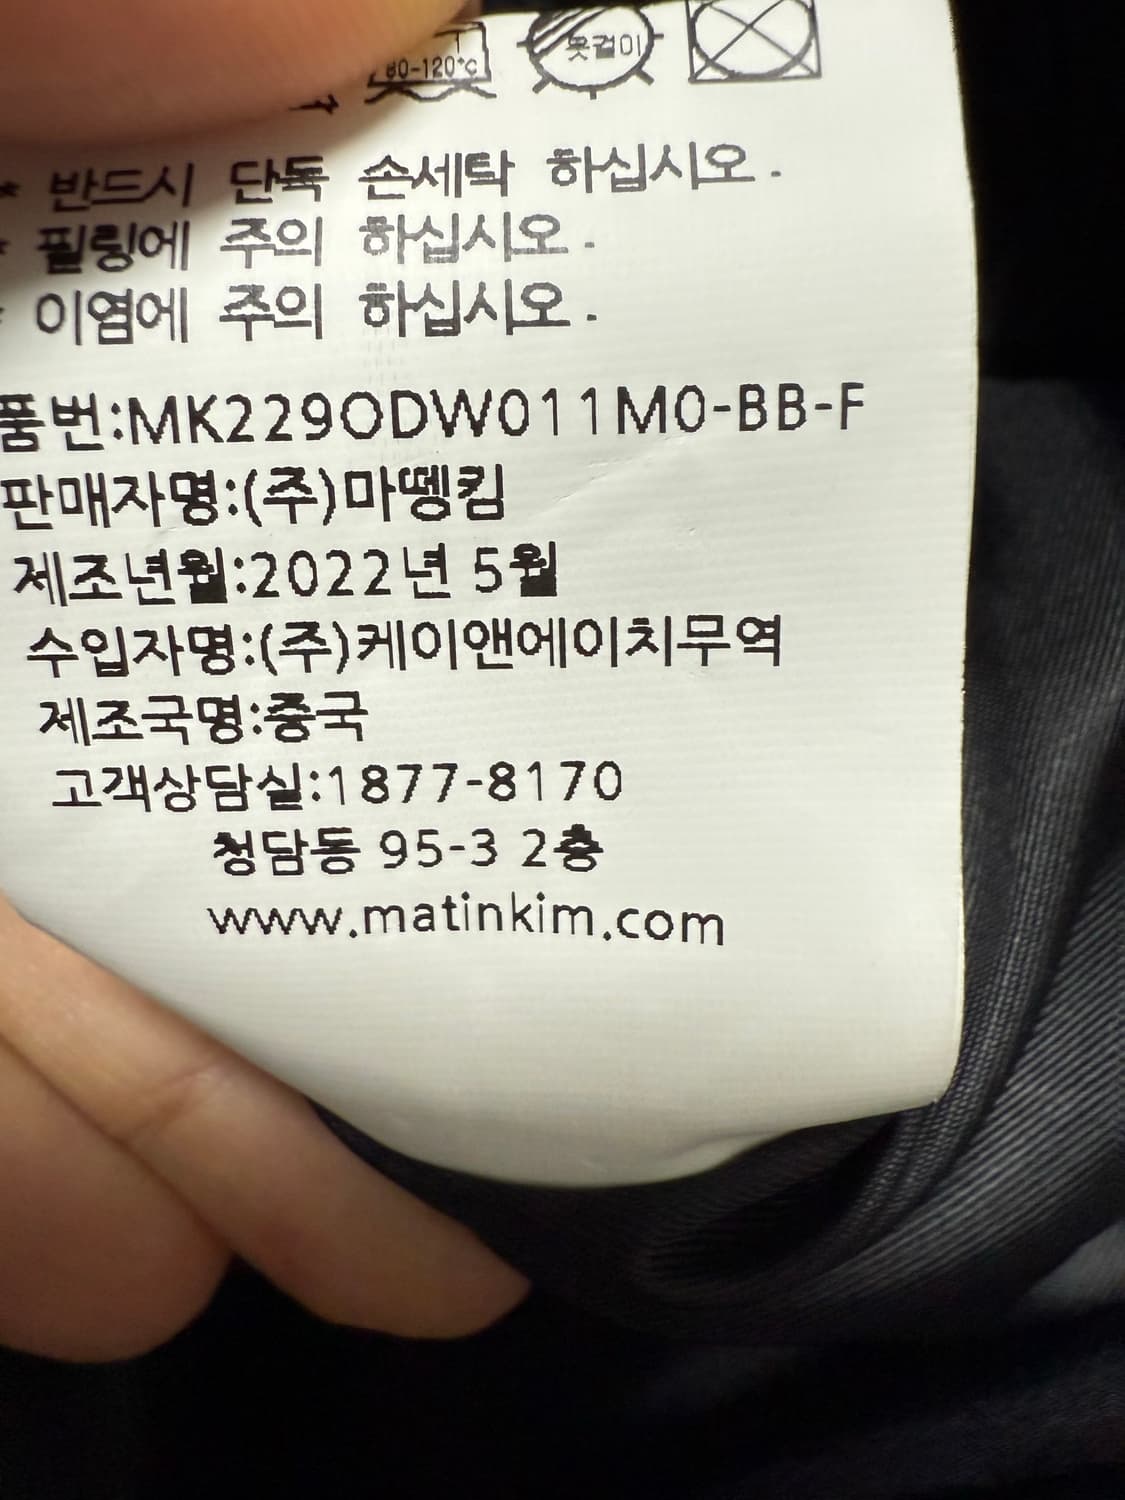 80-120°C
옷걸이
* 반드시 단독 손세탁 하십시오.
* 필링에 주의 하십시오.
* 이염에 주의 하십시오.
품번:MK229ODW011M0-BB-F
판매자명:(주)마뗑킴
제조년월:2022년 5월
수입자명:(주)케이앤에이치무역
제조국명:중국
고객상담실:1877-8170
청담동 95-3 2층
www.matinkim.com